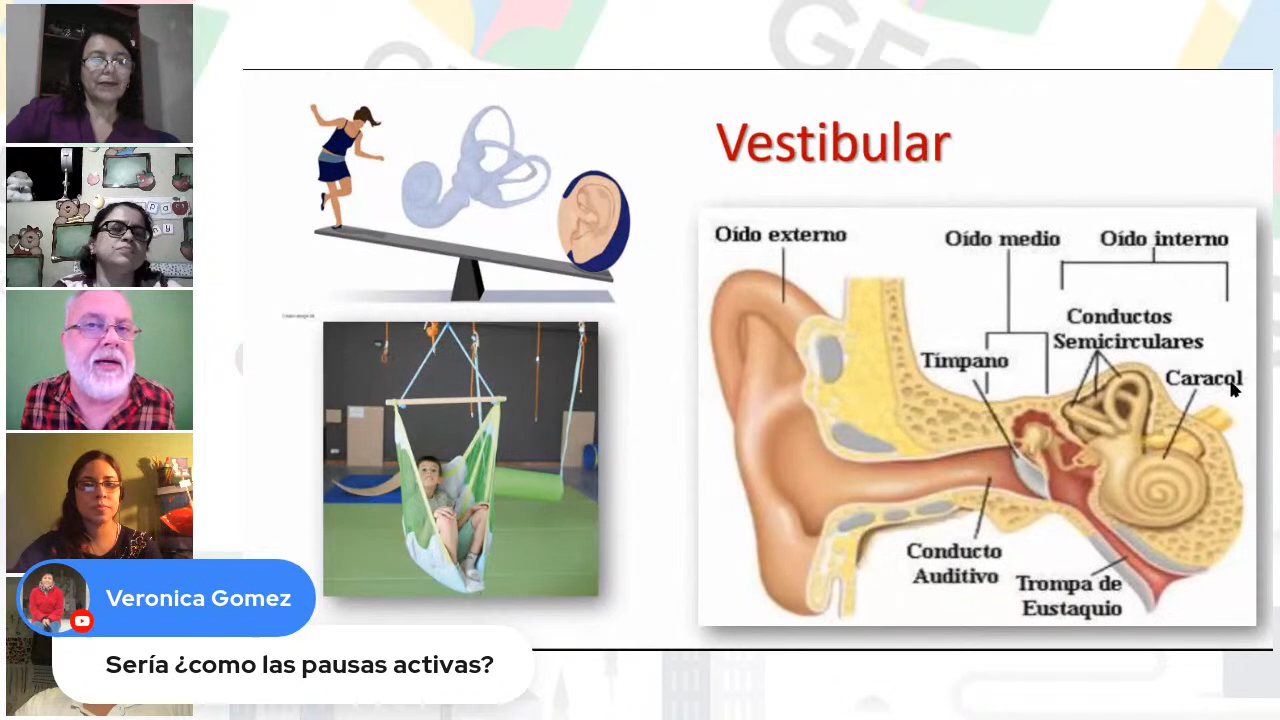 GE
Vestibular
Oído externo
Oído medio
Oído interno
Conductos
Semicirculares
Tímpano
Caracol
Conducto
Auditivo
Trompa de
Eustaquio
Veronica Gomez
Sería ¿como las pausas activas?